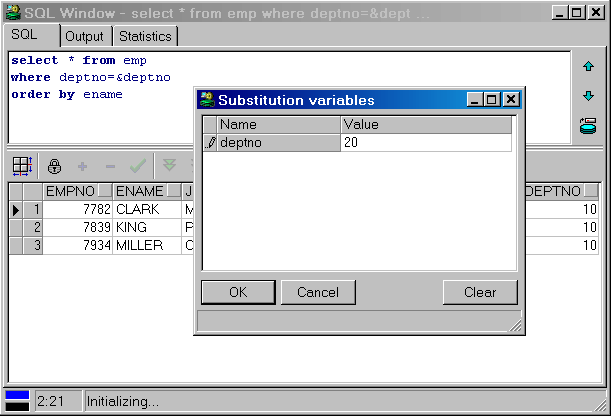 SQL Window - select * from emp where deptno=&dept ...
SQL Output Statistics
select * from emp
where deptno=&deptno
order by ename
Substitution variables
Name Value
deptno 20
OK Cancel Clear
EMPNO ENAME J DEPTNO
1 7782 CLARK M 10
2 7839 KING P 10
3 7934 MILLER C 10
2:21 Initializing...